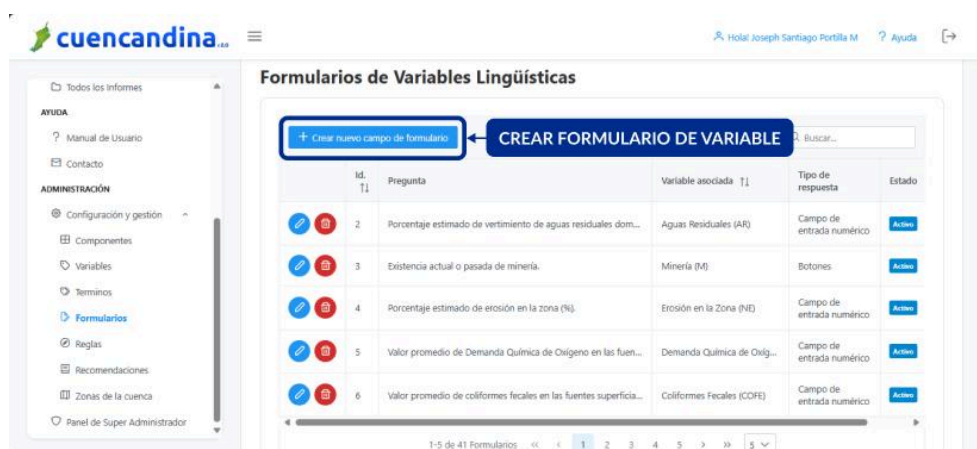 cuencandina
Hola! Joseph Santiago Portilla M
? Ayuda
Todos los Informes
AYUDA
? Manual de Usuario
Contacto
ADMINISTRACIÓN
Configuración y gestión
Componentes
Variables
Terminos
Formularios
Reglas
Recomendaciones
Zonas de la cuenca
Panel de Super Administrador
Formularios de Variables Lingüísticas
+ Crear nuevo campo de formulario
CREAR FORMULARIO DE VARIABLE
Buscar...
Id. Pregunta Variable asociada Tipo de respuesta Estado
2 Porcentaje estimado de vertimiento de aguas residuales dom... Aguas Residuales (AR) Campo de entrada numérico Activo
3 Existencia actual o pasada de minería. Minería (M) Botones Activo
4 Porcentaje estimado de erosión en la zona (%). Erosión en la Zona (NE) Campo de entrada numérico Activo
5 Valor promedio de Demanda Química de Oxígeno en las fuen... Demanda Química de Oxíg... Campo de entrada numérico Activo
6 Valor promedio de coliformes fecales en las fuentes superficia... Coliformes Fecales (COFE) Campo de entrada numérico Activo
1-5 de 41 Formularios « ‹ 1 2 3 4 5 › » 5